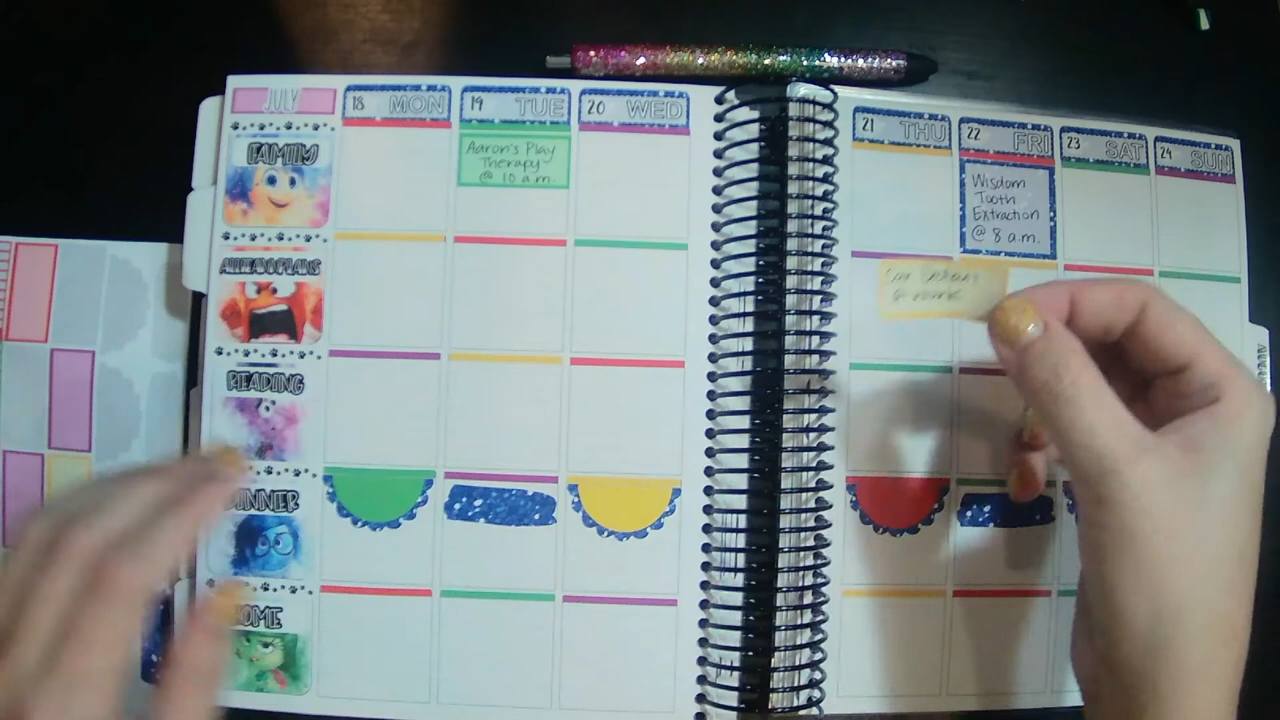 JULY
18 MON
19 TUE
20 WED
21 THU
22 FRI
23 SAT
24 SUN
FAMILY
Aaron's Play
Therapy
@ 10 a.m.
Wisdom
Tooth
Extraction
@ 8 a.m.
Car
READING
DINNER
HOME